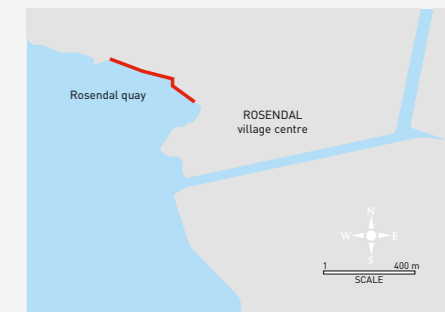 Rosendal quay
ROSENDAL
village centre
N
W E
S
1 400 m
SCALE